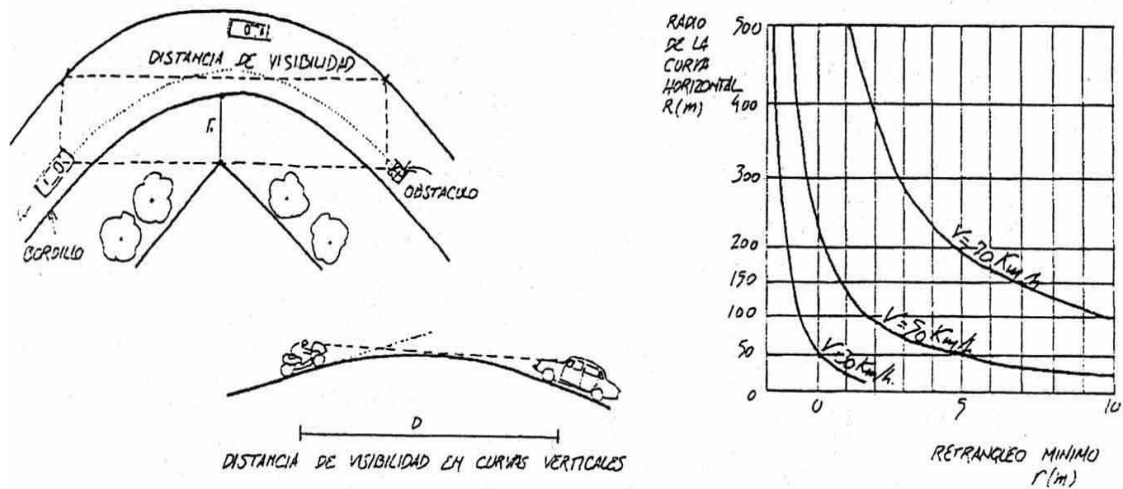 DISTANCIA DE VISIBILIDAD
r
OBSTACULO
BORDILLO
D
DISTANCIA DE VISIBILIDAD EN CURVAS VERTICALES
RADIO
DE LA
CURVA
HORIZONTAL
R(m)
500
400
300
200
150
100
50
0
V=70 Km/h
V=50 Km/h
V=30 Km/h.
0
5
10
RETRANQUEO MINIMO
r(m)